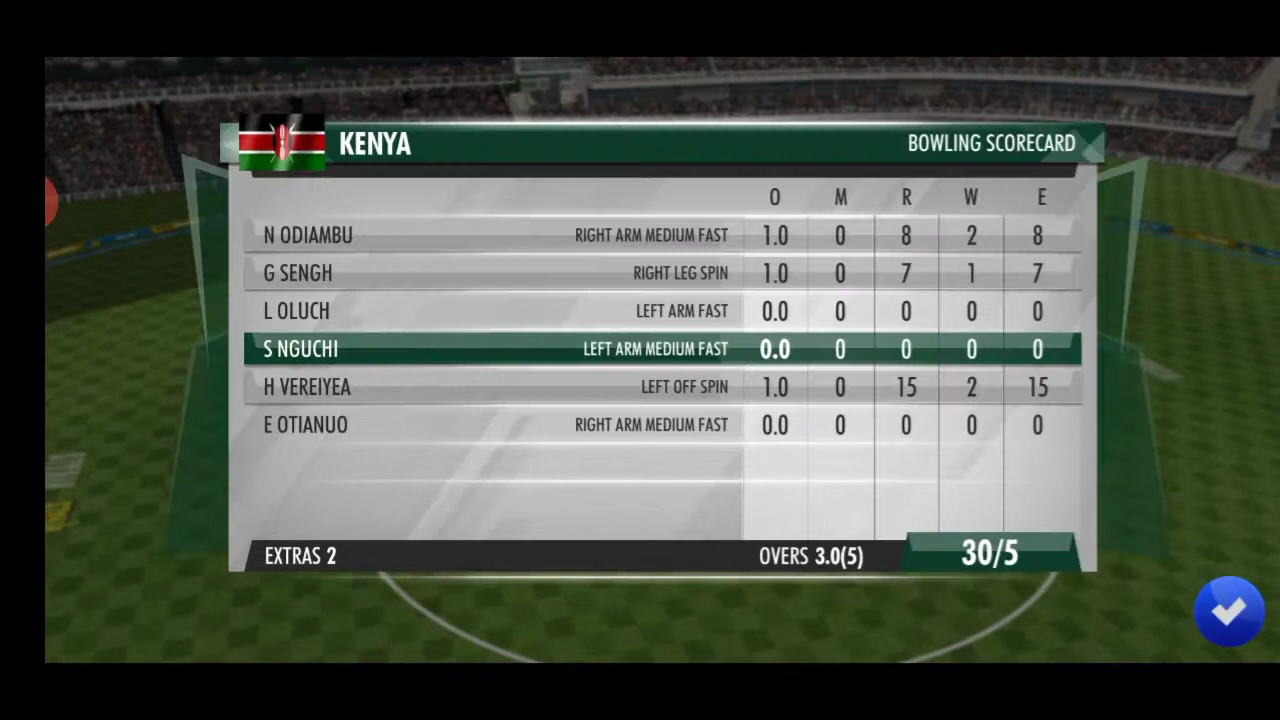 KENYA BOWLING SCORECARD
O M R W E
N ODIAMBU RIGHT ARM MEDIUM FAST 1.0 0 8 2 8
G SENGH RIGHT LEG SPIN 1.0 0 7 1 7
L OLUCH LEFT ARM FAST 0.0 0 0 0 0
S NGUCHI LEFT ARM MEDIUM FAST 0.0 0 0 0 0
H VEREIYEA LEFT OFF SPIN 1.0 0 15 2 15
E OTIANUO RIGHT ARM MEDIUM FAST 0.0 0 0 0 0
EXTRAS 2 OVERS 3.0(5) 30/5